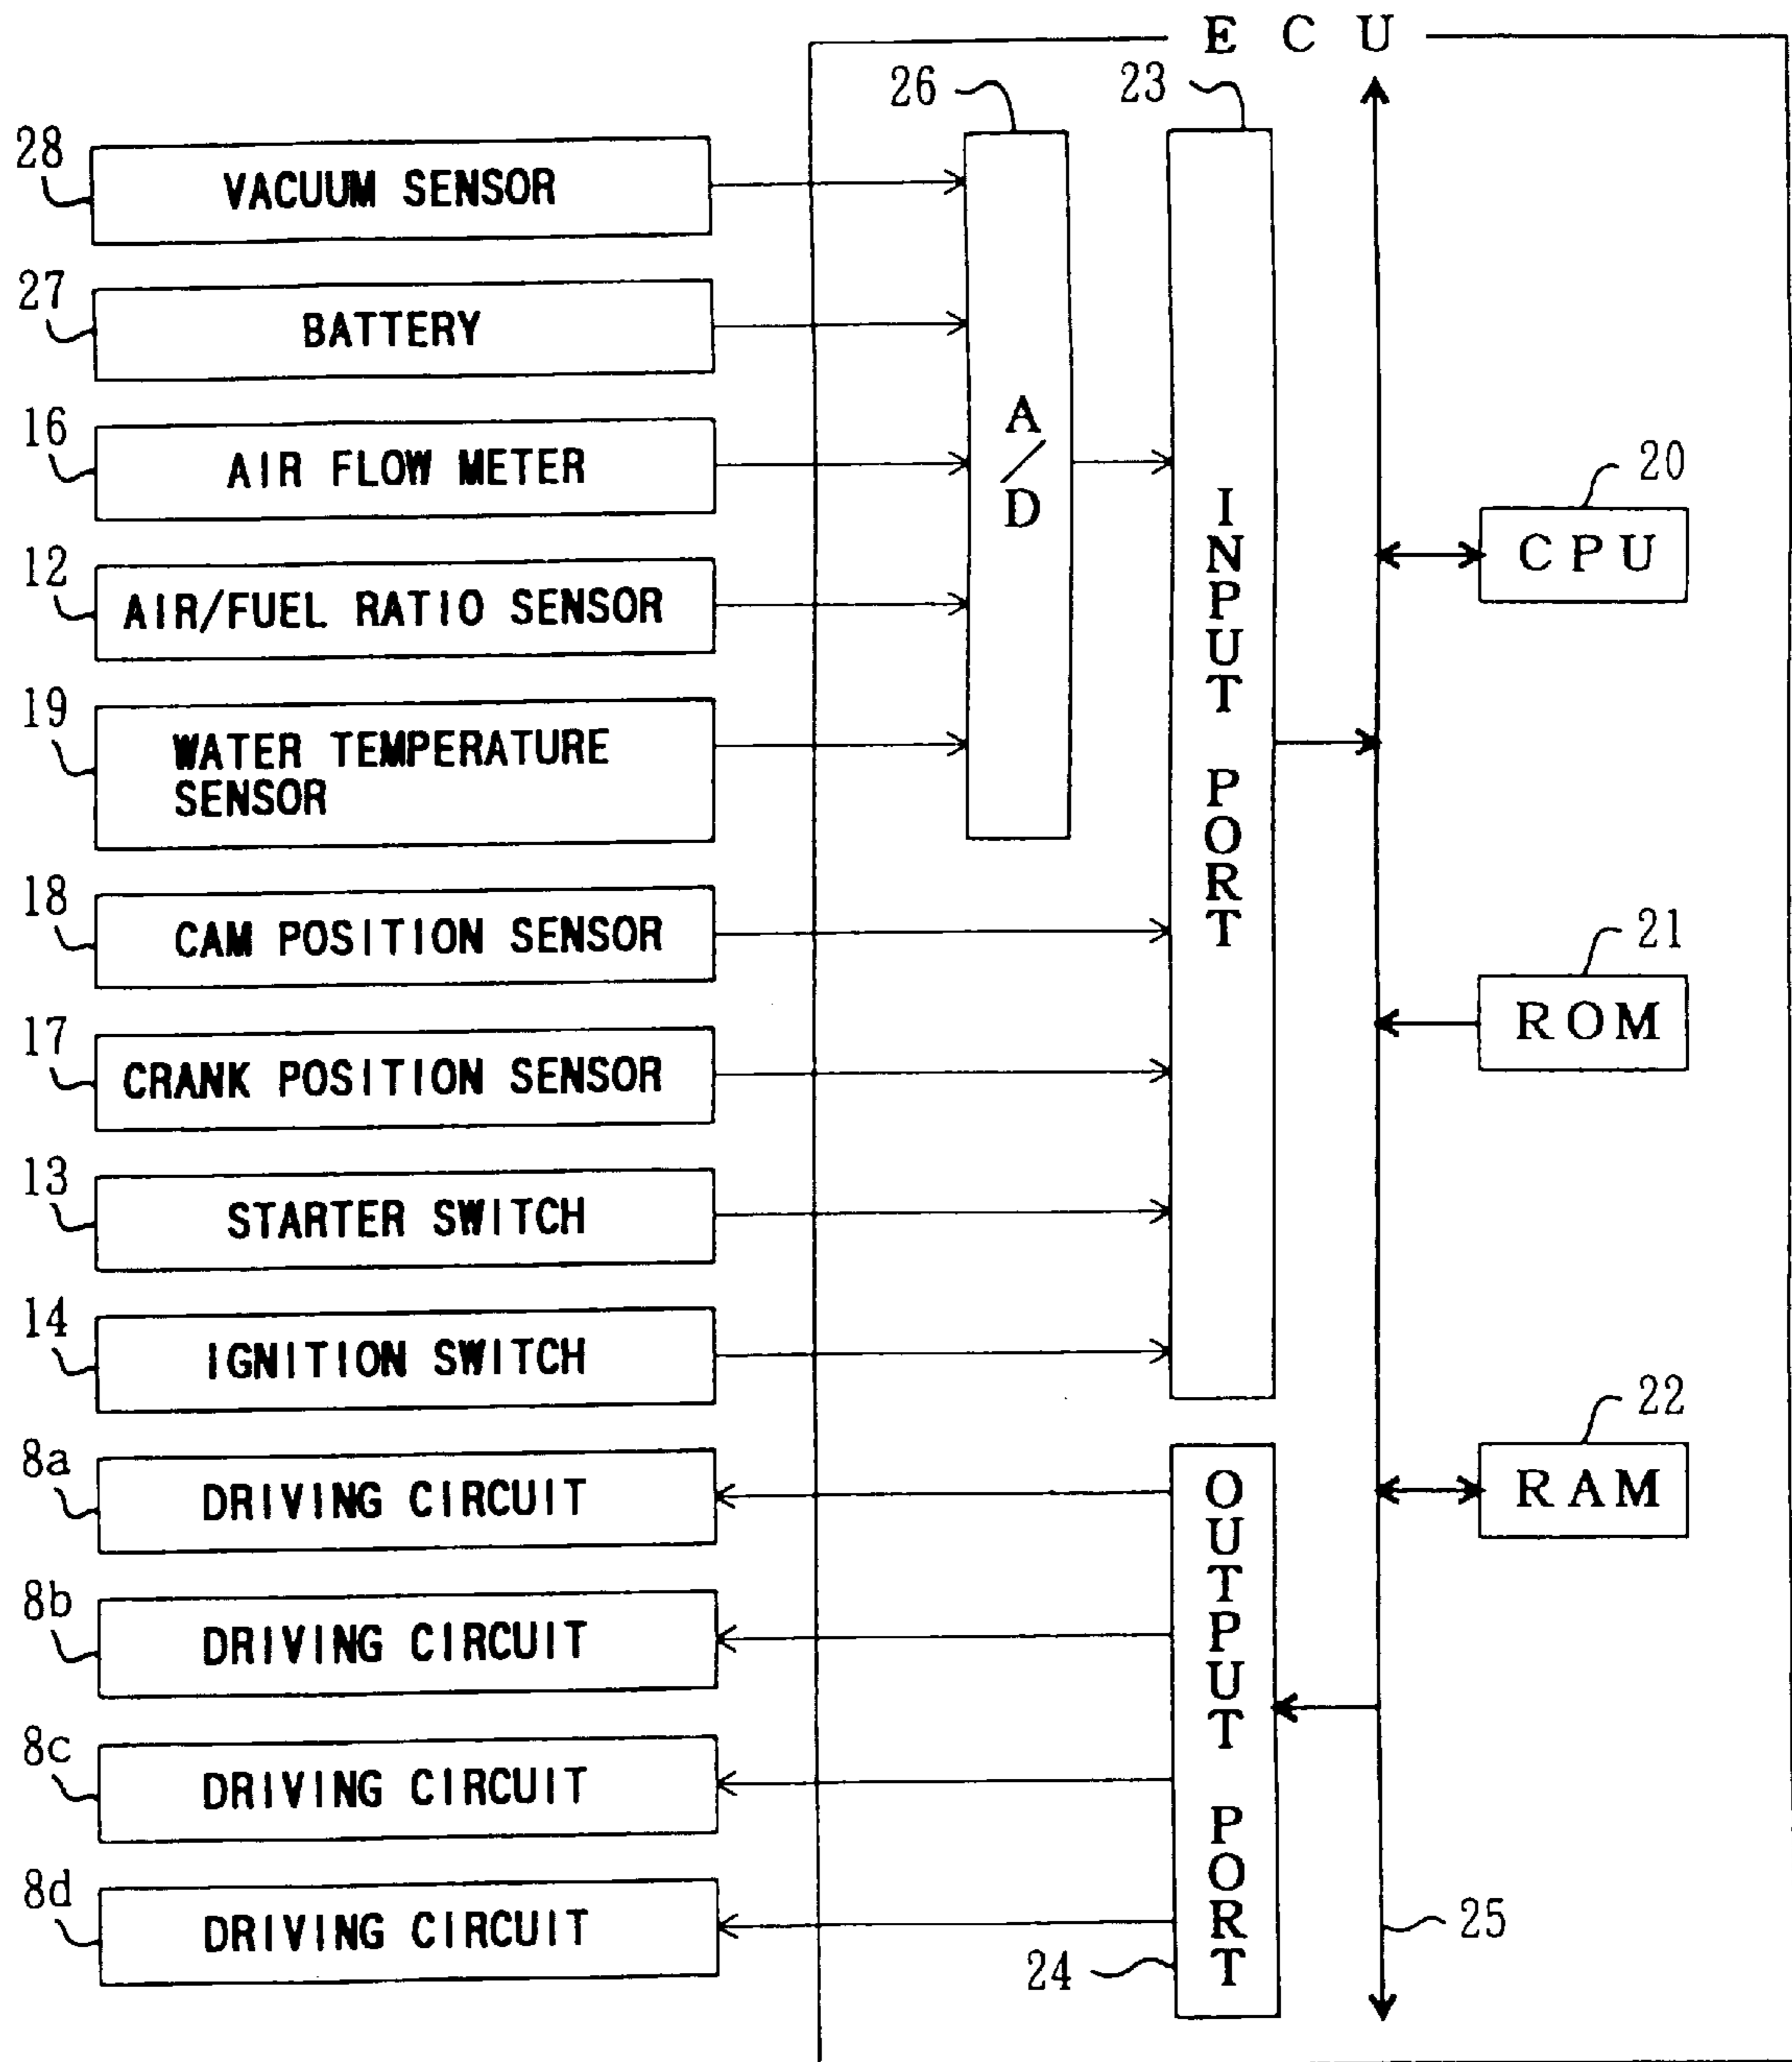 E C U
26
23
28
VACUUM SENSOR
27
BATTERY
16
AIR FLOW METER
12
AIR/FUEL RATIO SENSOR
19
WATER TEMPERATURE
SENSOR
18
CAM POSITION SENSOR
17
CRANK POSITION SENSOR
13
STARTER SWITCH
14
IGNITION SWITCH
8a
DRIVING CIRCUIT
8b
DRIVING CIRCUIT
8c
DRIVING CIRCUIT
8d
DRIVING CIRCUIT
A/D
INPUT PORT
OUTPUT PORT
24
20
CPU
21
ROM
22
RAM
25